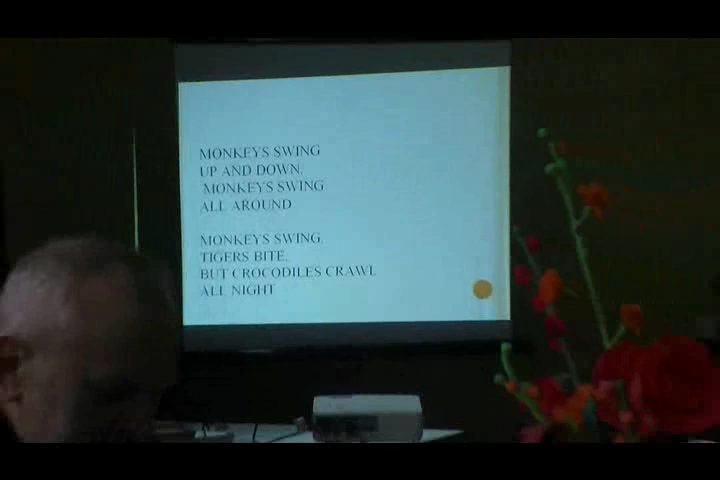 MONKEYS SWING
UP AND DOWN,
MONKEYS SWING
ALL AROUND
MONKEYS SWING,
TIGERS BITE,
BUT CROCODILES CRAWL
ALL NIGHT